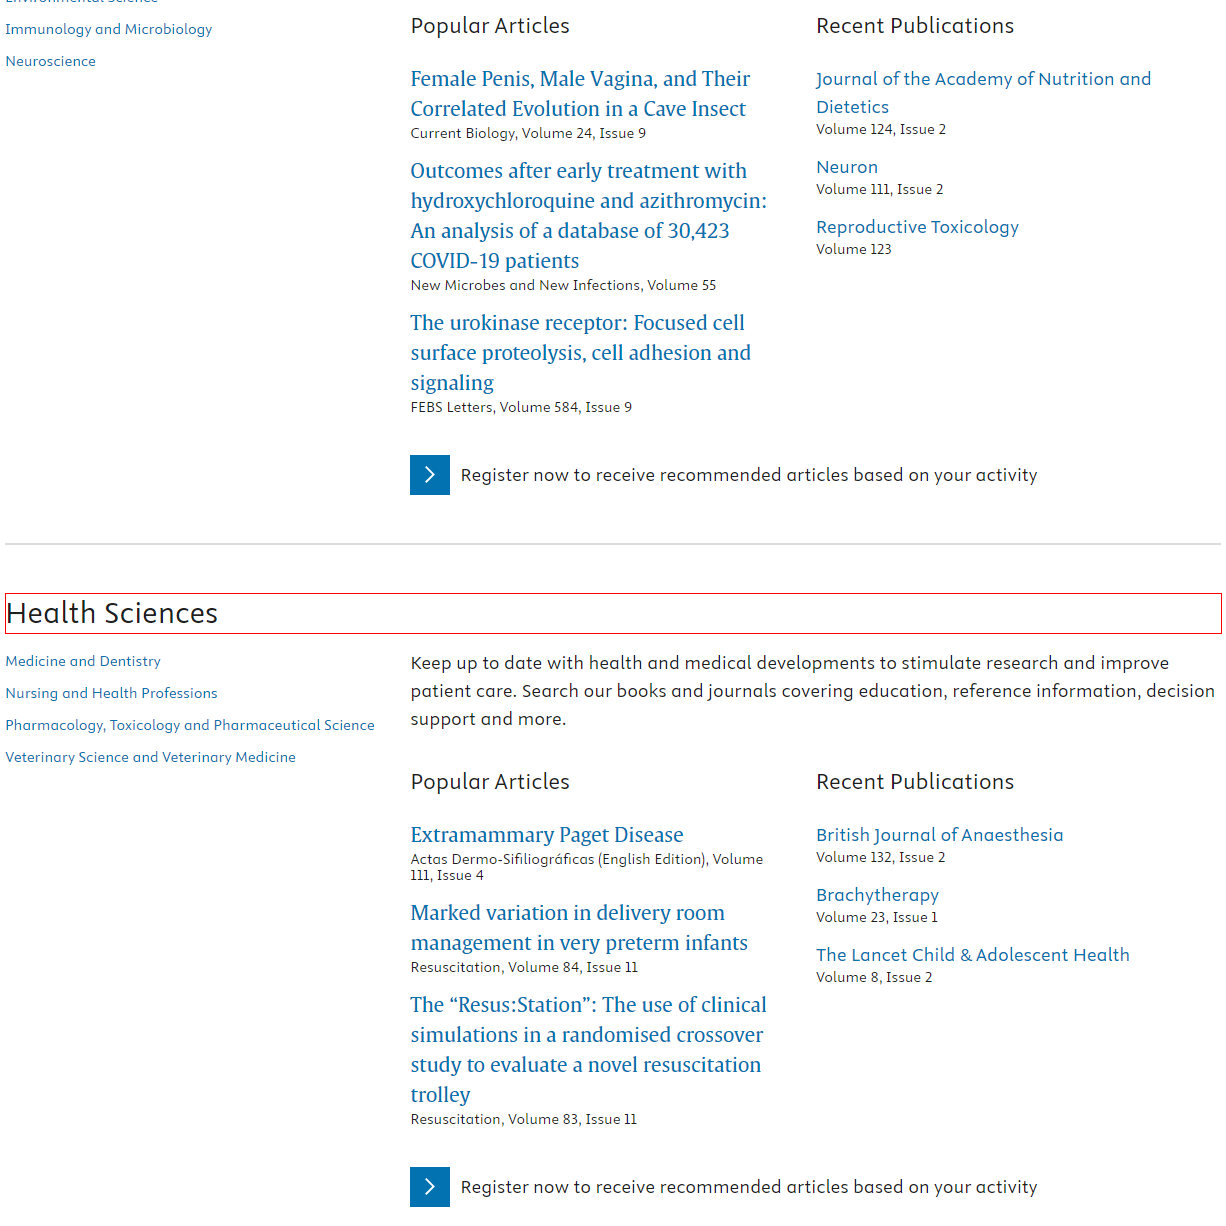 Environmental Science
Immunology and Microbiology
Neuroscience
Popular Articles
Female Penis, Male Vagina, and Their
Correlated Evolution in a Cave Insect
Current Biology, Volume 24, Issue 9
Outcomes after early treatment with
hydroxychloroquine and azithromycin:
An analysis of a database of 30,423
COVID-19 patients
New Microbes and New Infections, Volume 55
The urokinase receptor: Focused cell
surface proteolysis, cell adhesion and
signaling
FEBS Letters, Volume 584, Issue 9
Recent Publications
Journal of the Academy of Nutrition and
Dietetics
Volume 124, Issue 2
Neuron
Volume 111, Issue 2
Reproductive Toxicology
Volume 123
Register now to receive recommended articles based on your activity
Health Sciences
Medicine and Dentistry
Nursing and Health Professions
Pharmacology, Toxicology and Pharmaceutical Science
Veterinary Science and Veterinary Medicine
Keep up to date with health and medical developments to stimulate research and improve
patient care. Search our books and journals covering education, reference information, decision
support and more.
Popular Articles
Extramammary Paget Disease
Actas Dermo-Sifiliográficas (English Edition), Volume
111, Issue 4
Marked variation in delivery room
management in very preterm infants
Resuscitation, Volume 84, Issue 11
The “Resus:Station”: The use of clinical
simulations in a randomised crossover
study to evaluate a novel resuscitation
trolley
Resuscitation, Volume 83, Issue 11
Recent Publications
British Journal of Anaesthesia
Volume 132, Issue 2
Brachytherapy
Volume 23, Issue 1
The Lancet Child & Adolescent Health
Volume 8, Issue 2
Register now to receive recommended articles based on your activity